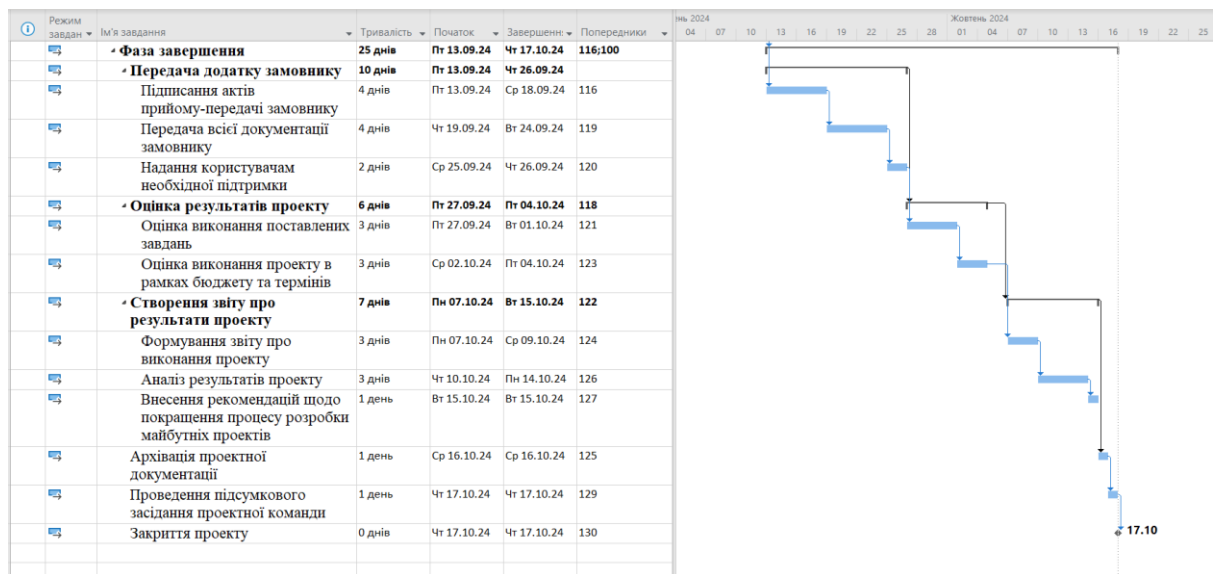 нь 2024 Жовтень 2024
Режим
завдан Ім'я завдання Тривалість Початок Завершенн: Попередники 04 07 10 13 16 19 22 25 28 01 04 07 10 13 16 19 22 25
Фаза завершення 25 днів Пт 13.09.24 Чт 17.10.24 116;100
Передача додатку замовнику 10 днів Пт 13.09.24 Чт 26.09.24
Підписання актів 4 днів Пт 13.09.24 Ср 18.09.24 116
прийому-передачі замовнику
Передача всієї документації 4 днів Чт 19.09.24 Вт 24.09.24 119
замовнику
Надання користувачам 2 днів Ср 25.09.24 Чт 26.09.24 120
необхідної підтримки
Оцінка результатів проекту 6 днів Пт 27.09.24 Пт 04.10.24 118
Оцінка виконання поставлених 3 днів Пт 27.09.24 Вт 01.10.24 121
завдань
Оцінка виконання проекту в 3 днів Ср 02.10.24 Пт 04.10.24 123
рамках бюджету та термінів
Створення звіту про 7 днів Пн 07.10.24 Вт 15.10.24 122
результати проекту
Формування звіту про 3 днів Пн 07.10.24 Ср 09.10.24 124
виконання проекту
Аналіз результатів проекту 3 днів Чт 10.10.24 Пн 14.10.24 126
Внесення рекомендацій щодо 1 день Вт 15.10.24 Вт 15.10.24 127
покращення процесу розробки
майбутніх проектів
Архівація проектної 1 день Ср 16.10.24 Ср 16.10.24 125
документації
Проведення підсумкового 1 день Чт 17.10.24 Чт 17.10.24 129
засідання проектної команди
Закриття проекту 0 днів Чт 17.10.24 Чт 17.10.24 130 17.10